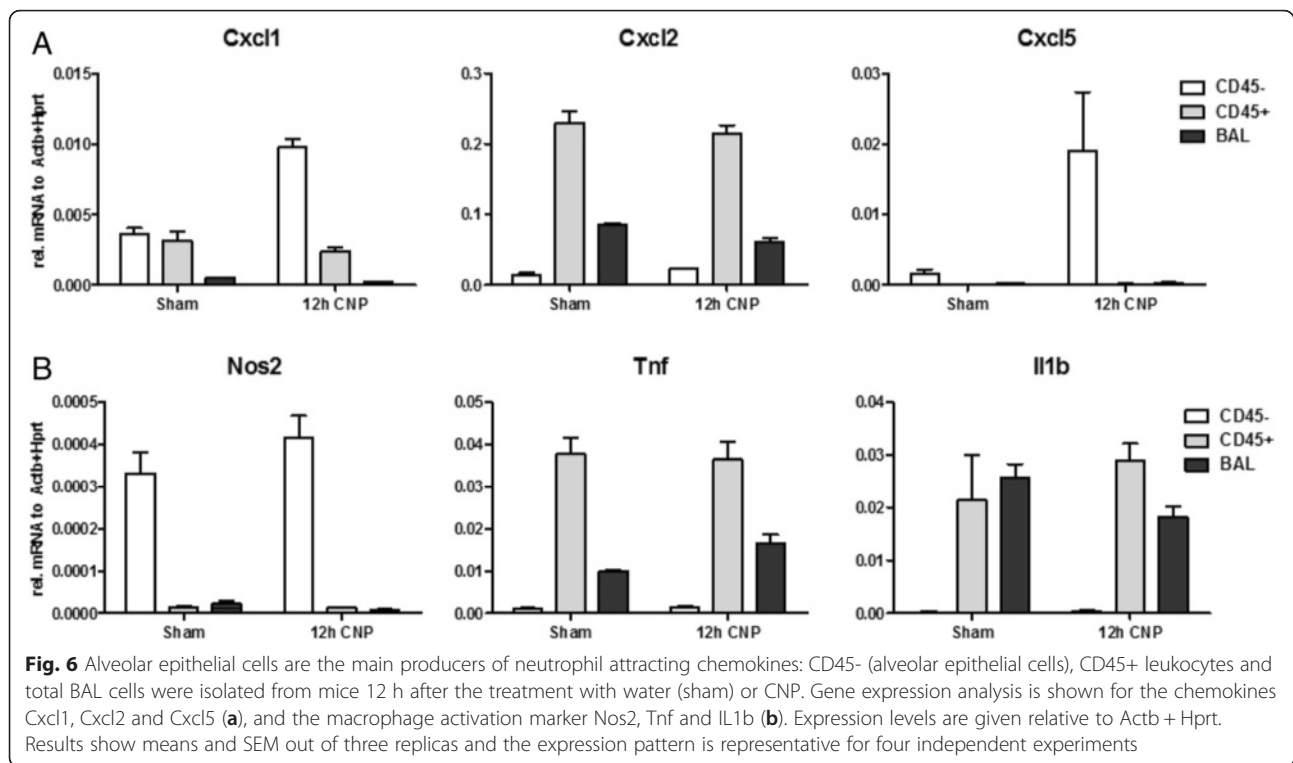 A
Cxcl1
Cxcl2
Cxcl5
rel. mRNA to Actb+Hprt
0.015
0.010
0.005
0.000
Sham
12h CNP
0.3
0.2
0.1
0.0
Sham
12h CNP
0.03
0.02
0.01
0.00
Sham
12h CNP
CD45-
CD45+
BAL
B
Nos2
Tnf
Il1b
rel. mRNA to Actb+Hprt
0.0005
0.0004
0.0003
0.0002
0.0001
0.0000
Sham
12h CNP
0.05
0.04
0.03
0.02
0.01
0.00
Sham
12h CNP
0.04
0.03
0.02
0.01
0.00
Sham
12h CNP
CD45-
CD45+
BAL
Fig. 6 Alveolar epithelial cells are the main producers of neutrophil attracting chemokines: CD45- (alveolar epithelial cells), CD45+ leukocytes and
total BAL cells were isolated from mice 12 h after the treatment with water (sham) or CNP. Gene expression analysis is shown for the chemokines
Cxcl1, Cxcl2 and Cxcl5 (a), and the macrophage activation marker Nos2, Tnf and IL1b (b). Expression levels are given relative to Actb + Hprt.
Results show means and SEM out of three replicas and the expression pattern is representative for four independent experiments